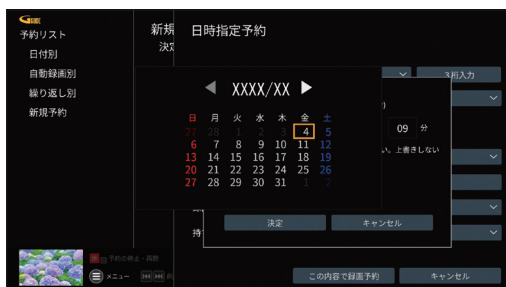 GGUIDE
予約リスト
日付別
自動録画別
繰り返し別
新規予約
新規
決定
日時指定予約
3桁入力
XXXX/XX
日 月 火 水 木 金 土
27 28 1 2 3 4 5
6 7 8 9 10 11 12
13 14 15 16 17 18 19
20 21 22 23 24 25 26
27 28 29 30 31 1 2
09 分
い。上書きしない
決定 キャンセル
持
予約の停止・再開
メニュー
この内容で録画予約 キャンセル